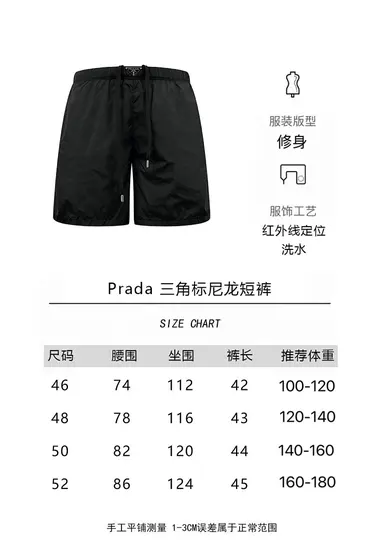 服装版型
修身
服饰工艺
红外线定位
洗水
Prada 三角标尼龙短裤
SIZE CHART
尺码 腰围 坐围 裤长 推荐体重
46 74 112 42 100-120
48 78 116 43 120-140
50 82 120 44 140-160
52 86 124 45 160-180
手工平铺测量 1-3CM误差属于正常范围